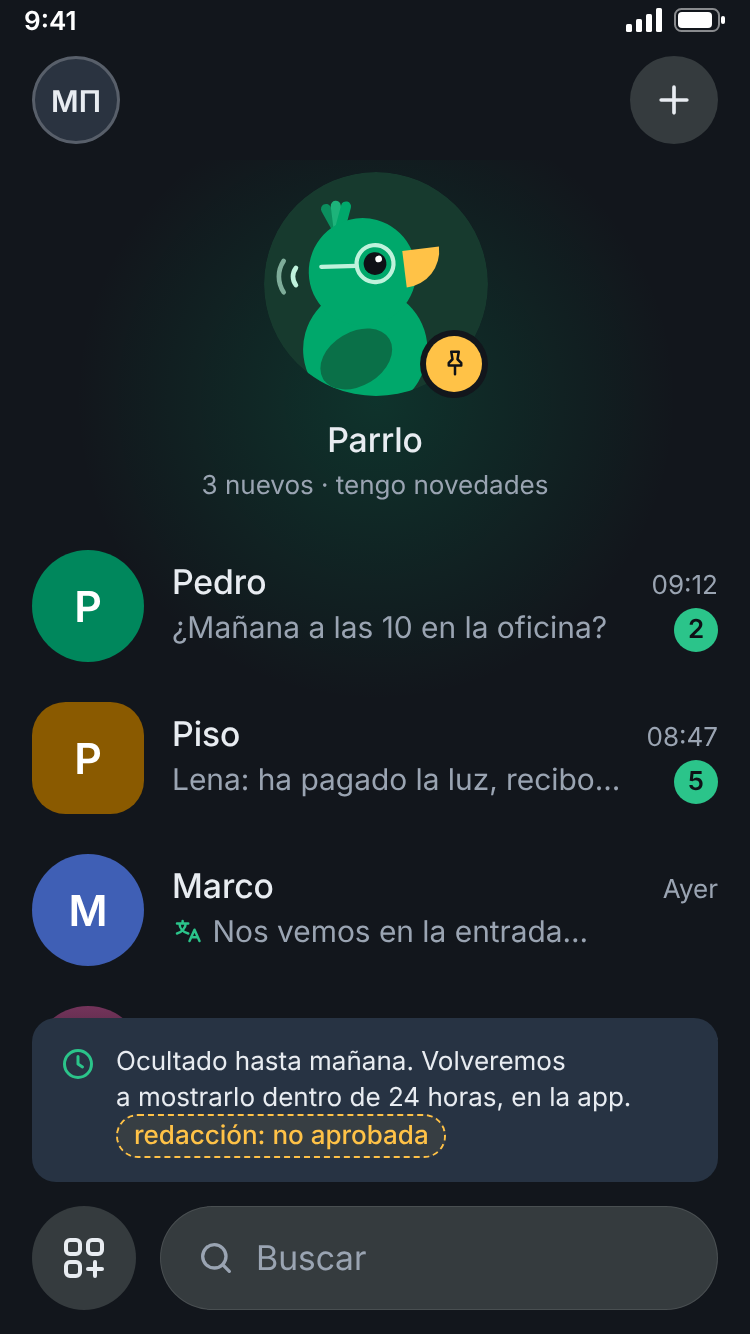 9:41
МП
Parrlo
3 nuevos · tengo novedades
P
Pedro
09:12
¿Mañana a las 10 en la oficina?
2
P
Piso
08:47
Lena: ha pagado la luz, recibo...
5
M
Marco
Ayer
Nos vemos en la entrada...
Ocultado hasta mañana. Volveremos
a mostrarlo dentro de 24 horas, en la app.
redacción: no aprobada
Buscar